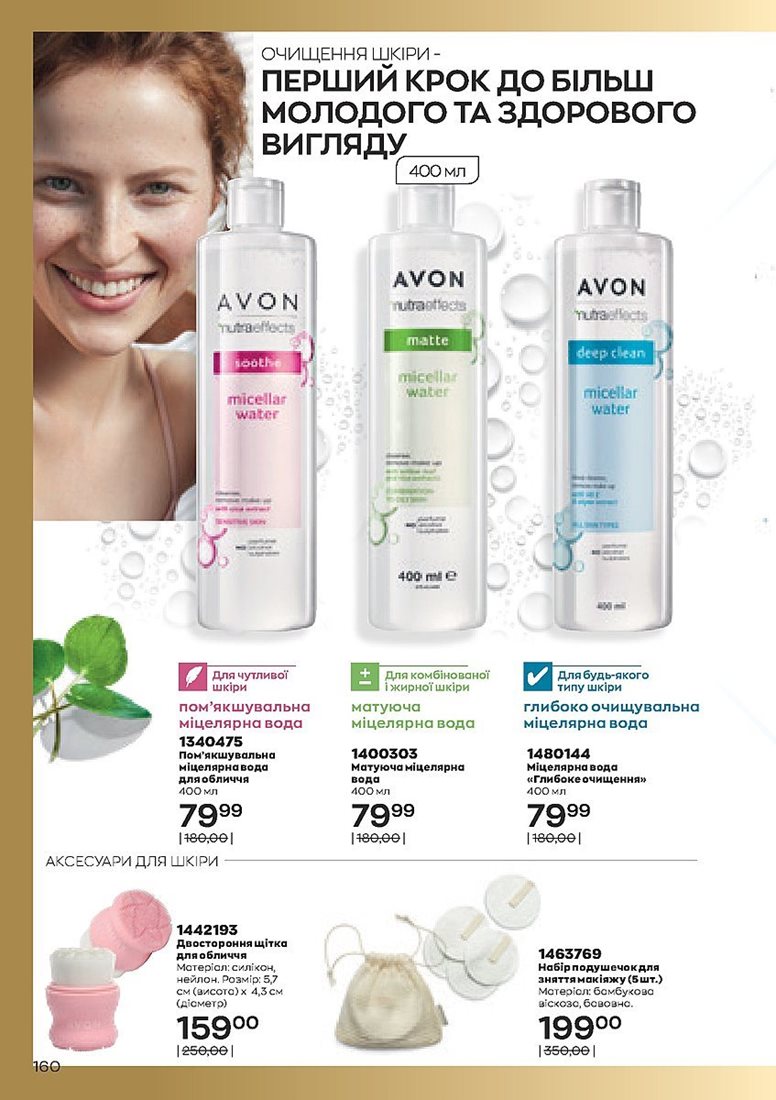 ОЧИЩЕННЯ ШКІРИ -
ПЕРШИЙ КРОК ДО БІЛЬШ
МОЛОДОГО ТА ЗДОРОВОГО
ВИГЛЯДУ
400 мл
AVON
nutraeffects
soothe
micellar
water
SENSITIVE SKIN
AVON
nutraeffects
matte
micellar
water
400 ml e
AVON
nutraeffects
deep clean
micellar
water
ALL SKIN TYPES
400 ml
Для чутливої
шкіри
пом’якшувальна
міцелярна вода
1340475
Пом'якшувальна
міцелярна вода
для обличчя
400 мл
79⁹⁹
|180,00|
±
Для комбінованої
і жирної шкіри
матуюча
міцелярна вода
1400303
Матуюча міцелярна
вода
400 мл
79⁹⁹
|180,00|
Для будь-якого
типу шкіри
глибоко очищувальна
міцелярна вода
1480144
Міцелярна вода
«Глибоке очищення»
400 мл
79⁹⁹
|180,00|
АКСЕСУАРИ ДЛЯ ШКІРИ
AVON
1442193
Двостороння щітка
для обличчя
Матеріал: силікон,
нейлон. Розмір: 5,7
см (висота) х 4,3 см
(діаметр)
159⁰⁰
|250,00|
1463769
Набір подушечок для
зняття макіяжу (5 шт.)
Матеріал: бамбукова
віскоза, бавовна.
199⁰⁰
|350,00|
160